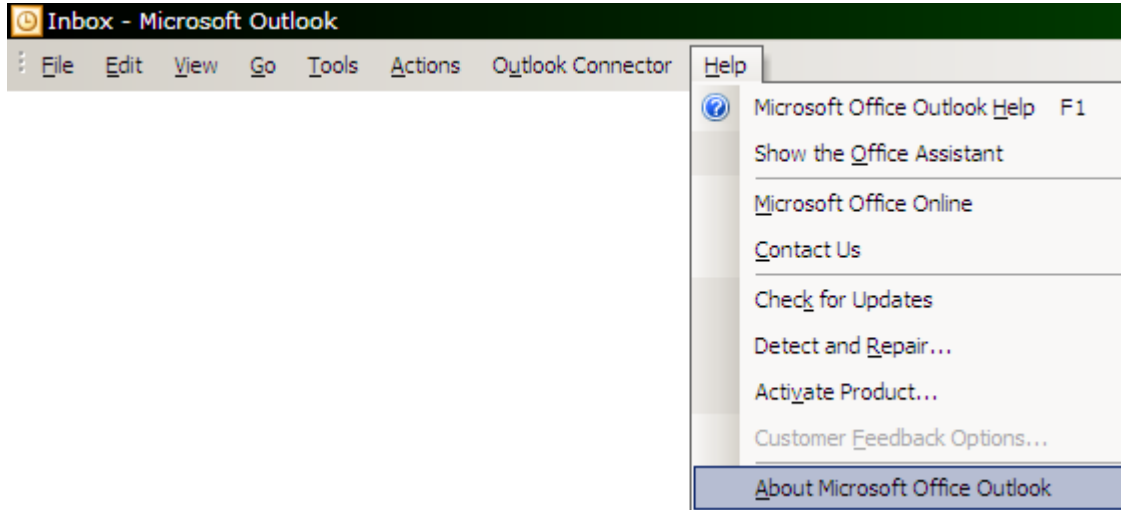 Inbox - Microsoft Outlook
File Edit View Go Tools Actions Outlook Connector Help
Microsoft Office Outlook Help F1
Show the Office Assistant
Microsoft Office Online
Contact Us
Check for Updates
Detect and Repair...
Activate Product...
Customer Feedback Options...
About Microsoft Office Outlook